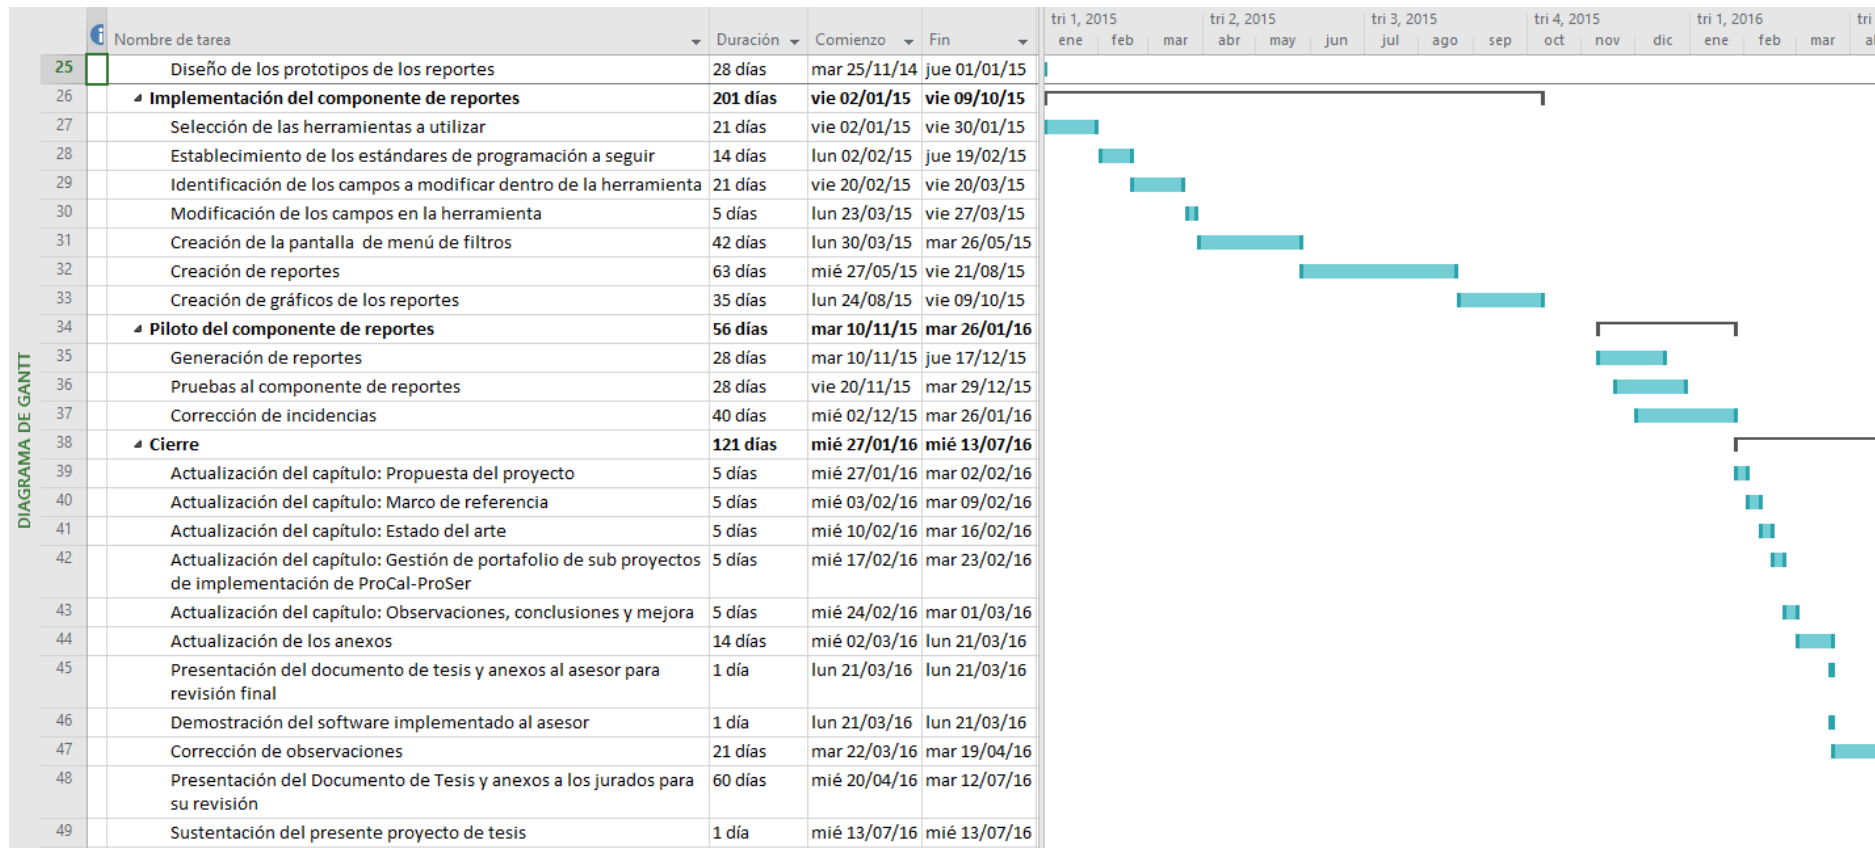 tri 1, 2015 tri 2, 2015 tri 3, 2015 tri 4, 2015 tri 1, 2016 tri
Nombre de tarea Duración Comienzo Fin ene feb mar abr may jun jul ago sep oct nov dic ene feb mar
25 Diseño de los prototipos de los reportes 28 días mar 25/11/14 jue 01/01/15
26 Implementación del componente de reportes 201 días vie 02/01/15 vie 09/10/15
27 Selección de las herramientas a utilizar 21 días vie 02/01/15 vie 30/01/15
28 Establecimiento de los estándares de programación a seguir 14 días lun 02/02/15 jue 19/02/15
29 Identificación de los campos a modificar dentro de la herramienta 21 días vie 20/02/15 vie 20/03/15
30 Modificación de los campos en la herramienta 5 días lun 23/03/15 vie 27/03/15
31 Creación de la pantalla de menú de filtros 42 días lun 30/03/15 mar 26/05/15
32 Creación de reportes 63 días mié 27/05/15 vie 21/08/15
33 Creación de gráficos de los reportes 35 días lun 24/08/15 vie 09/10/15
34 Piloto del componente de reportes 56 días mar 10/11/15 mar 26/01/16
35 Generación de reportes 28 días mar 10/11/15 jue 17/12/15
36 Pruebas al componente de reportes 28 días vie 20/11/15 mar 29/12/15
37 Corrección de incidencias 40 días mié 02/12/15 mar 26/01/16
38 Cierre 121 días mié 27/01/16 mié 13/07/16
39 Actualización del capítulo: Propuesta del proyecto 5 días mié 27/01/16 mar 02/02/16
40 Actualización del capítulo: Marco de referencia 5 días mié 03/02/16 mar 09/02/16
41 Actualización del capítulo: Estado del arte 5 días mié 10/02/16 mar 16/02/16
42 Actualización del capítulo: Gestión de portafolio de sub proyectos 5 días mié 17/02/16 mar 23/02/16
de implementación de ProCal-ProSer
43 Actualización del capítulo: Observaciones, conclusiones y mejora 5 días mié 24/02/16 mar 01/03/16
44 Actualización de los anexos 14 días mié 02/03/16 lun 21/03/16
45 Presentación del documento de tesis y anexos al asesor para 1 día lun 21/03/16 lun 21/03/16
revisión final
46 Demostración del software implementado al asesor 1 día lun 21/03/16 lun 21/03/16
47 Corrección de observaciones 21 días mar 22/03/16 mar 19/04/16
48 Presentación del Documento de Tesis y anexos a los jurados para 60 días mié 20/04/16 mar 12/07/16
su revisión
49 Sustentación del presente proyecto de tesis 1 día mié 13/07/16 mié 13/07/16
DIAGRAMA DE GANTT